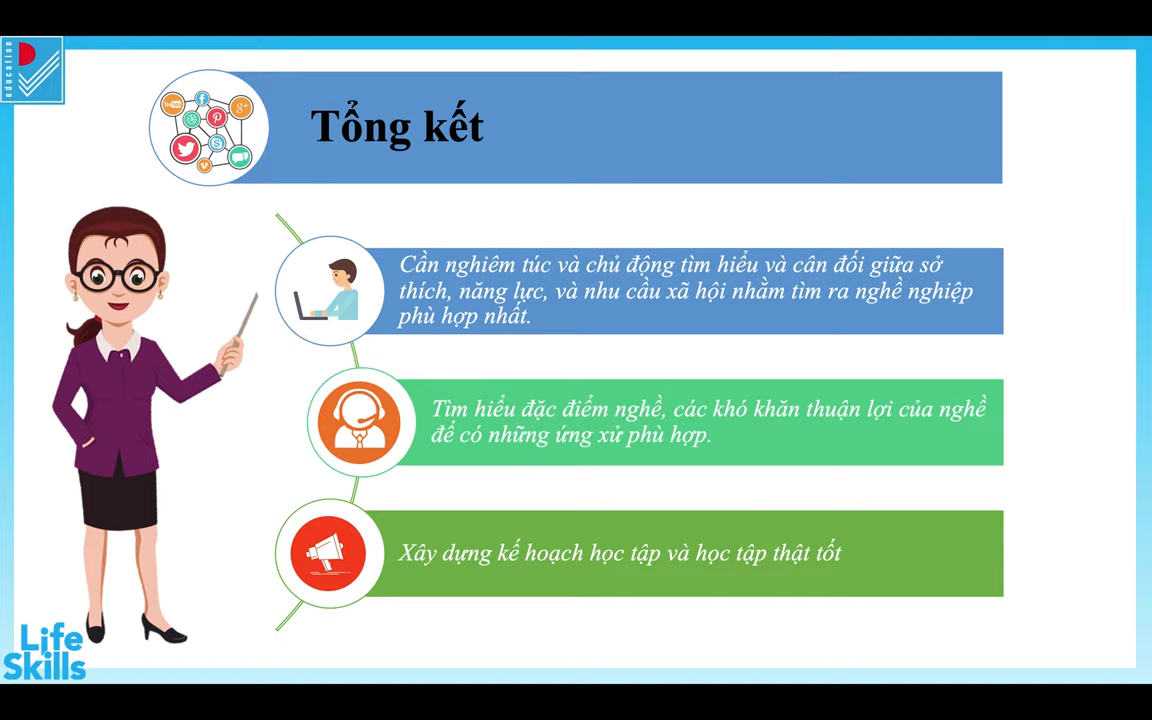 education
Tổng kết
Cần nghiêm túc và chủ động tìm hiểu và cân đối giữa sở
thích, năng lực, và nhu cầu xã hội nhằm tìm ra nghề nghiệp
phù hợp nhất.
Tìm hiểu đặc điểm nghề, các khó khăn thuận lợi của nghề
để có những ứng xử phù hợp.
Xây dựng kế hoạch học tập và học tập thật tốt
Life
Skills